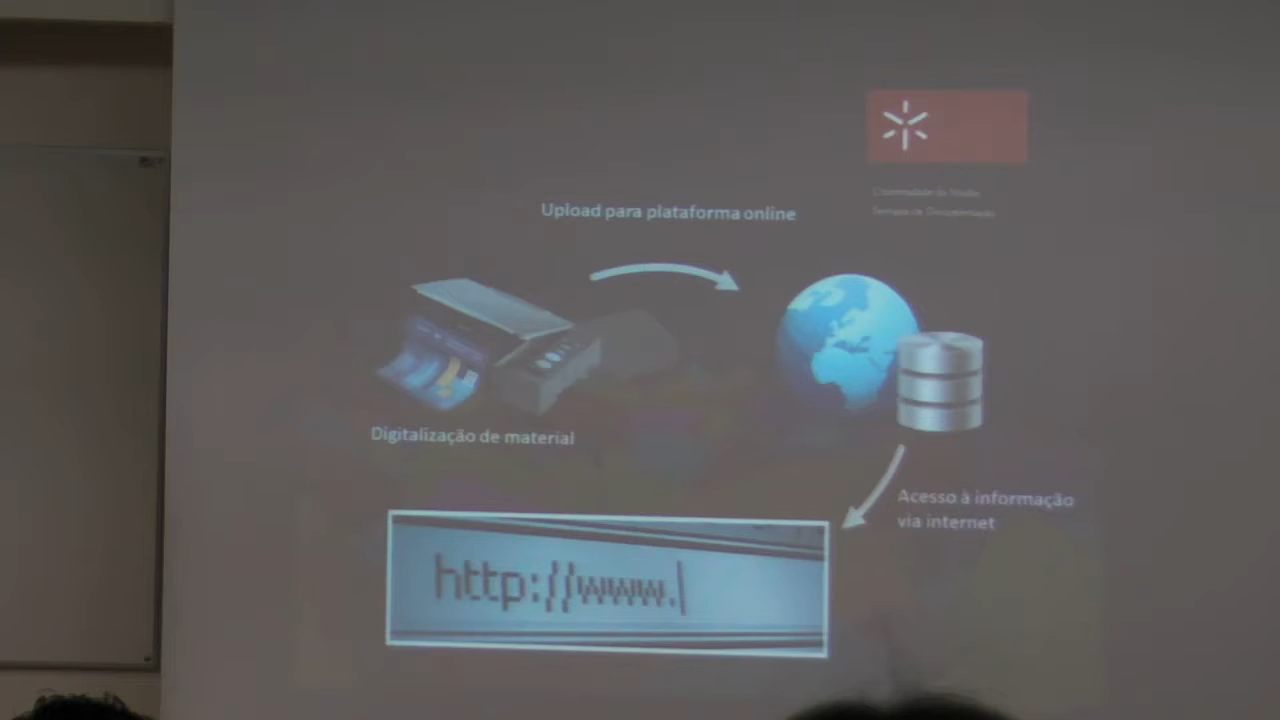 Upload para plataforma online
Digitalização de material
Acesso à informação
via internet
http://www.